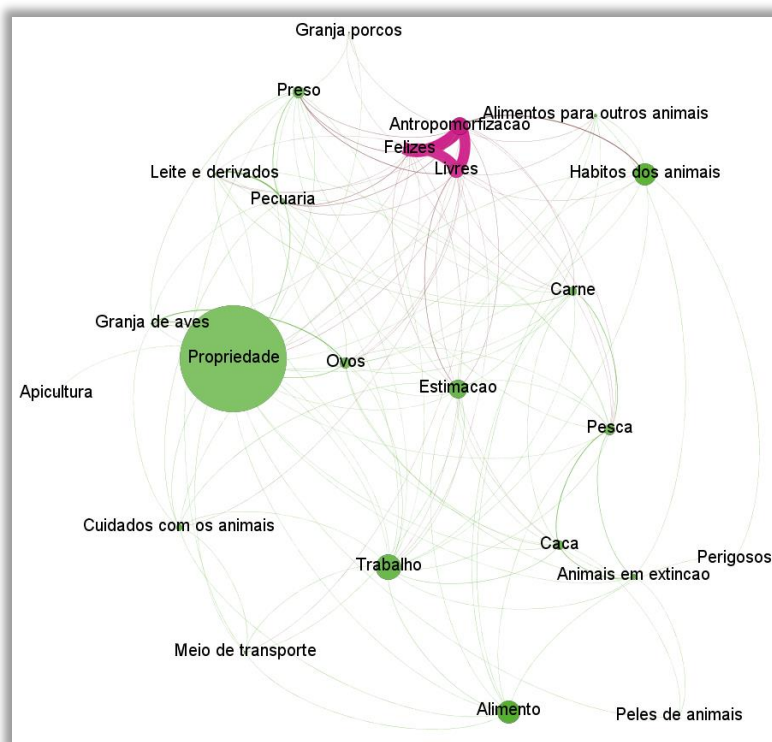 Granja porcos
Preso
Antropomorfizacao
Alimentos para outros animais
Felizes
Livres
Leite e derivados
Habitos dos animais
Pecuaria
Carne
Granja de aves
Propriedade
Ovos
Apicultura
Estimacao
Pesca
Cuidados com os animais
Caca
Perigosos
Trabalho
Animais em extincao
Meio de transporte
Alimento
Peles de animais